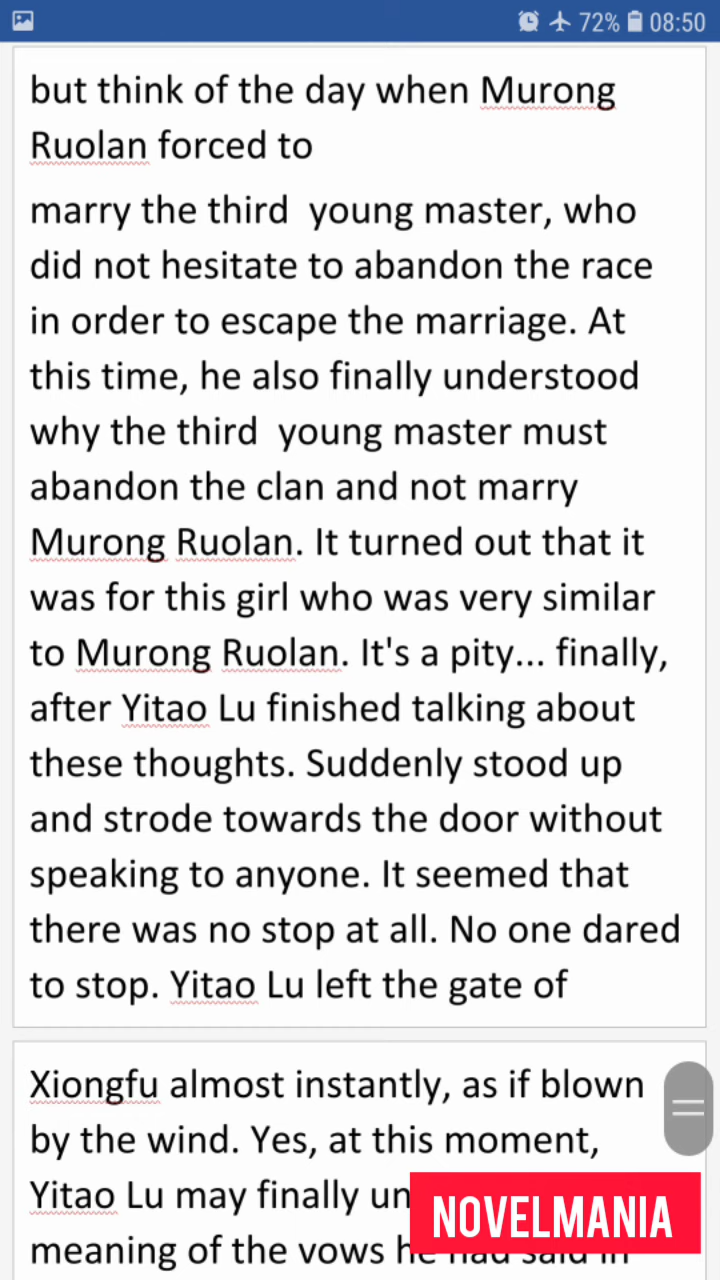 72% 08:50
but think of the day when Murong
Ruolan forced to
marry the third  young master, who
did not hesitate to abandon the race
in order to escape the marriage. At
this time, he also finally understood
why the third  young master must
abandon the clan and not marry
Murong Ruolan. It turned out that it
was for this girl who was very similar
to Murong Ruolan. It's a pity... finally,
after Yitao Lu finished talking about
these thoughts. Suddenly stood up
and strode towards the door without
speaking to anyone. It seemed that
there was no stop at all. No one dared
to stop. Yitao Lu left the gate of
Xiongfu almost instantly, as if blown
by the wind. Yes, at this moment,
Yitao Lu may finally un
meaning of the vows he had said in
NOVELMANIA